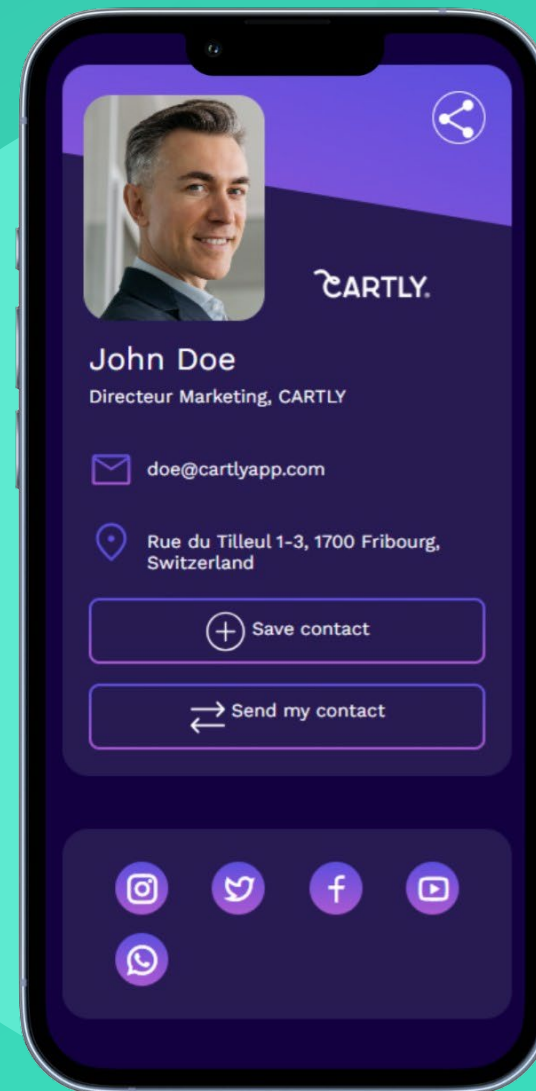 CARTLY.
John Doe
Directeur Marketing, CARTLY
doe@cartlyapp.com
Rue du Tilleul 1-3, 1700 Fribourg,
Switzerland
Save contact
Send my contact